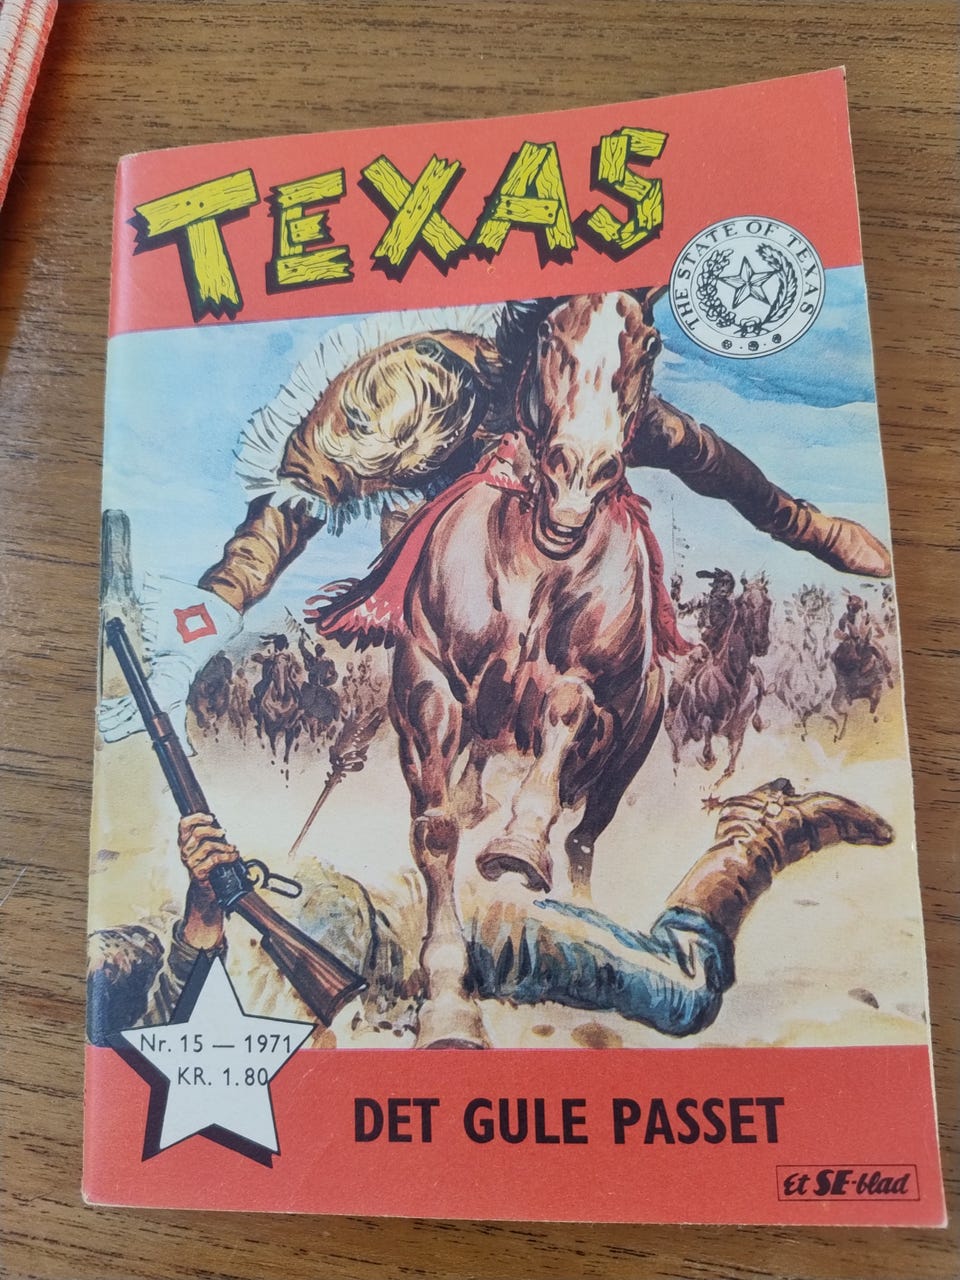 TEXAS
THE STATE OF TEXAS
Nr. 15 — 1971
KR. 1.80
DET GULE PASSET
Et SE-blad